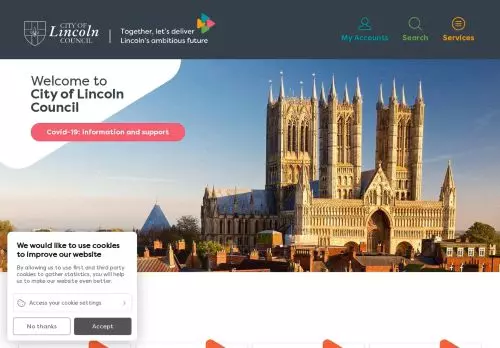 CITY OF
Lincoln
COUNCIL
Together, let's deliver
Lincoln's ambitious future
My Accounts
Search
Services
Welcome to
City of Lincoln
Council
Covid-19: Information and support
We would like to use cookies
to improve our website
By allowing us to use first and third party
cookies to gather statistics, you will help
us to make our website even better.
Access your cookie settings
No thanks
Accept